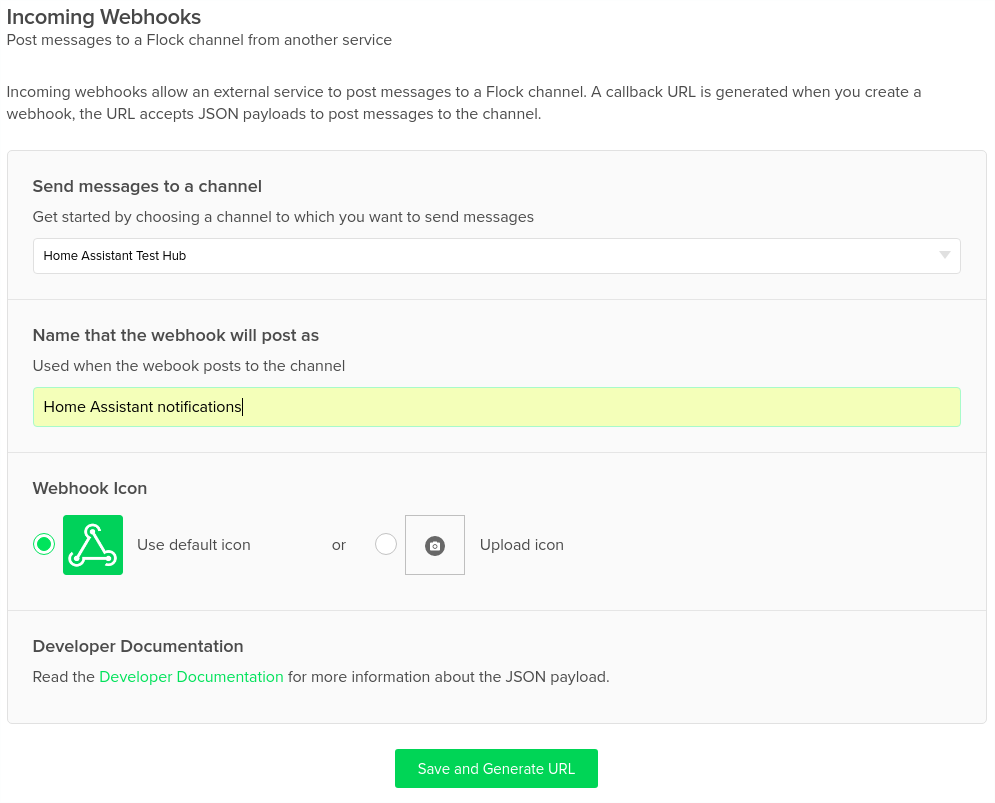 Incoming Webhooks
Post messages to a Flock channel from another service
Incoming webhooks allow an external service to post messages to a Flock channel. A callback URL is generated when you create a
webhook, the URL accepts JSON payloads to post messages to the channel.
Send messages to a channel
Get started by choosing a channel to which you want to send messages
Home Assistant Test Hub
Name that the webhook will post as
Used when the webook posts to the channel
Home Assistant notifications
Webhook Icon
Use default icon or Upload icon
Developer Documentation
Read the Developer Documentation for more information about the JSON payload.
Save and Generate URL